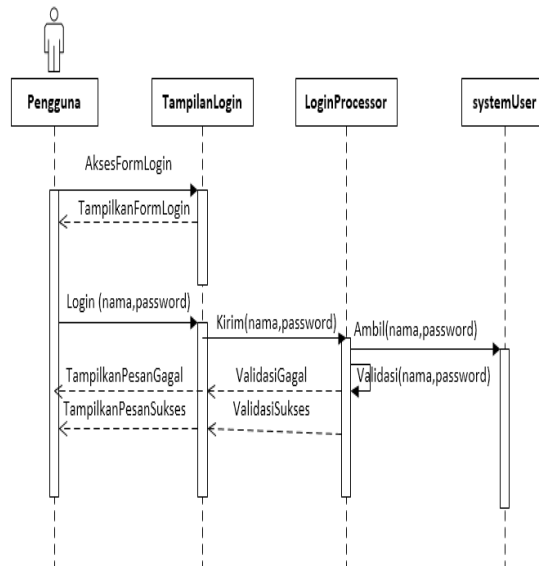 Pengguna
TampilanLogin
LoginProcessor
systemUser
AksesFormLogin
TampilkanFormLogin
Login (nama,password)
Kirim(nama,password)
Ambil(nama,password)
Validasi(nama,password)
TampilkanPesanGagal
ValidasiGagal
TampilkanPesanSukses
ValidasiSukses